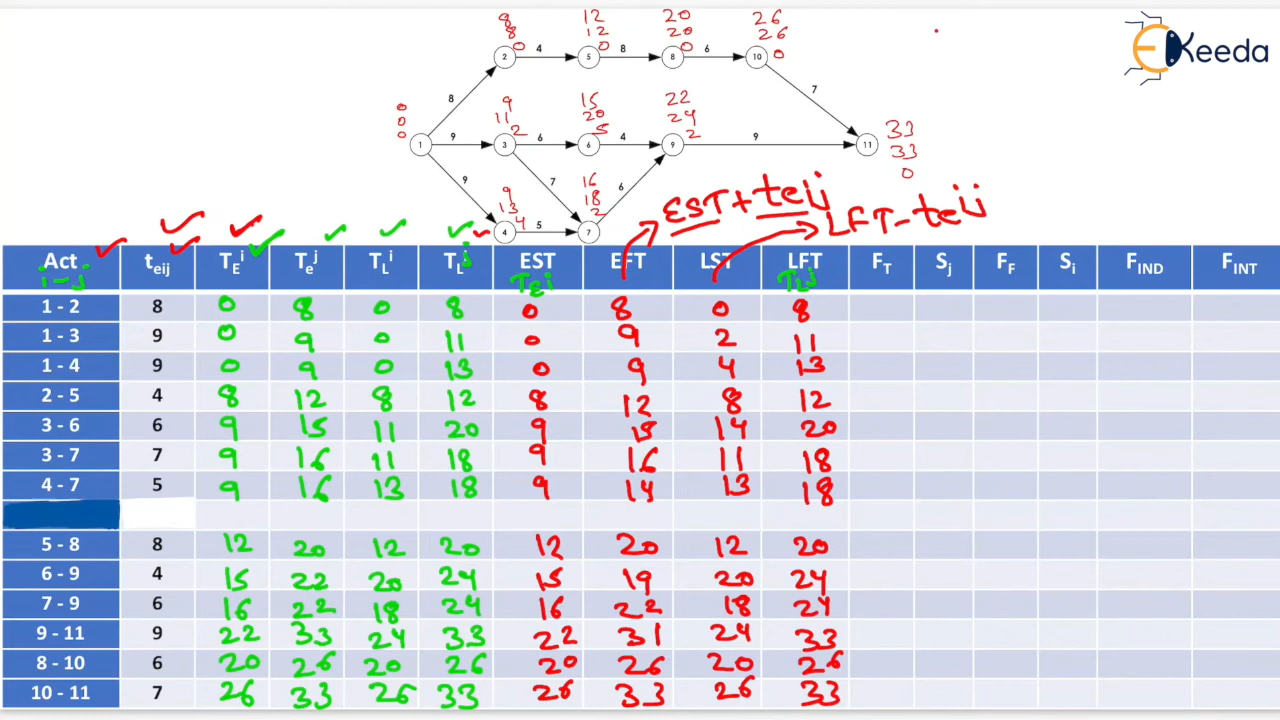 8 12 20 26
8 12 20 26
0 0 0 0
EKeeda
2 4 5 8 8 6 10
8 7
0 9 15 22
0 11 20 24 33
0 2 5 2 33
1 9 3 6 6 4 9 9 11 0
9 7 6
9 16
13 18
4 2
4 5 7
EST + teij
LFT - teij
Act teij TEi Tej TLi TLj EST EFT LST LFT FT Sj FF Si FIND FINT
i - j TEi TLj
1 - 2 8 0 8 0 8 0 8 0 8
1 - 3 9 0 9 0 11 0 9 2 11
1 - 4 9 0 9 0 13 0 9 4 13
2 - 5 4 8 12 8 12 8 12 8 12
3 - 6 6 9 15 11 20 9 15 14 20
3 - 7 7 9 16 11 18 9 16 11 18
4 - 7 5 9 16 13 18 9 14 13 18
5 - 8 8 12 20 12 20 12 20 12 20
6 - 9 4 15 22 20 24 15 19 20 24
7 - 9 6 16 22 18 24 16 22 18 24
9 - 11 9 22 33 24 33 22 31 24 33
8 - 10 6 20 26 20 26 20 26 20 26
10 - 11 7 26 33 26 33 26 33 26 33